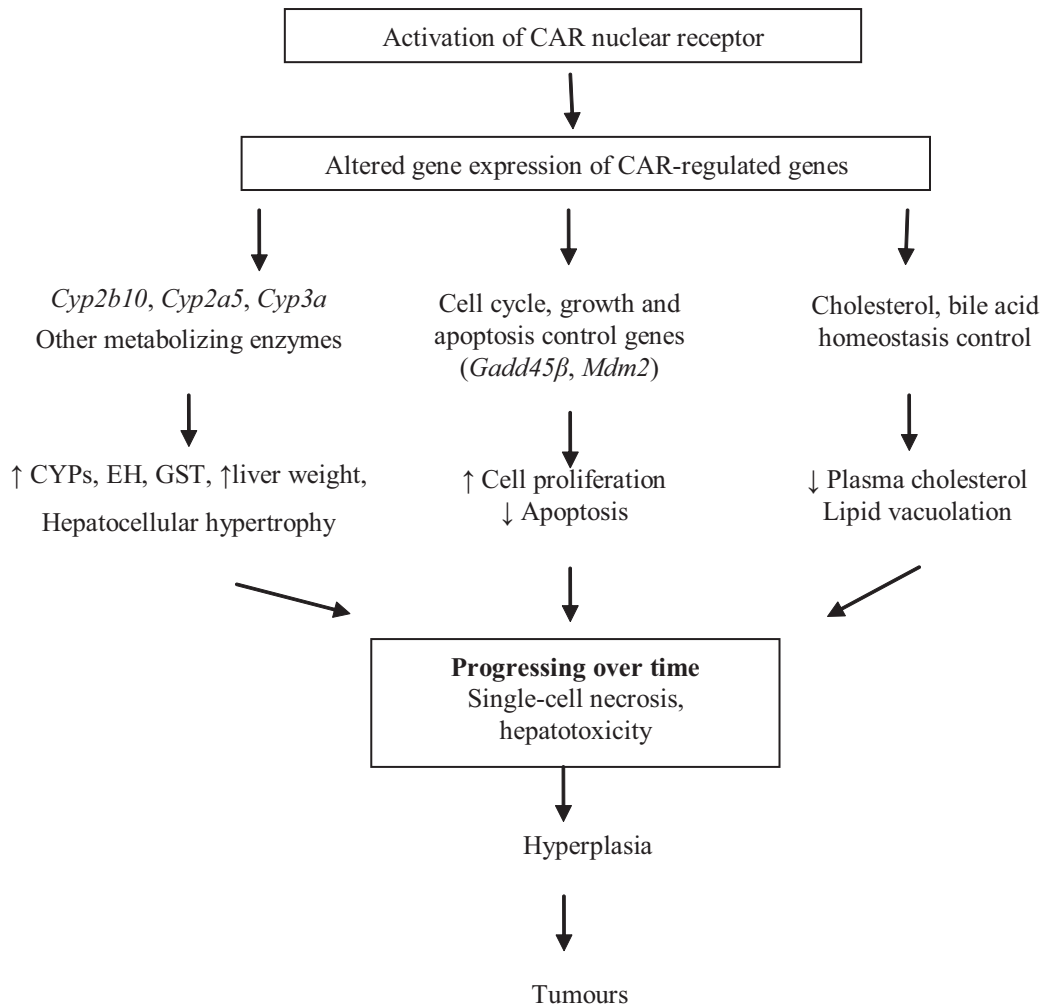 Activation of CAR nuclear receptor
Altered gene expression of CAR-regulated genes
Cyp2b10, Cyp2a5, Cyp3a
Other metabolizing enzymes
Cell cycle, growth and
apoptosis control genes
(Gadd45β, Mdm2)
Cholesterol, bile acid
homeostasis control
↑ CYPs, EH, GST, ↑liver weight,
Hepatocellular hypertrophy
↑ Cell proliferation
↓ Apoptosis
↓ Plasma cholesterol
Lipid vacuolation
Progressing over time
Single-cell necrosis,
hepatotoxicity
Hyperplasia
Tumours